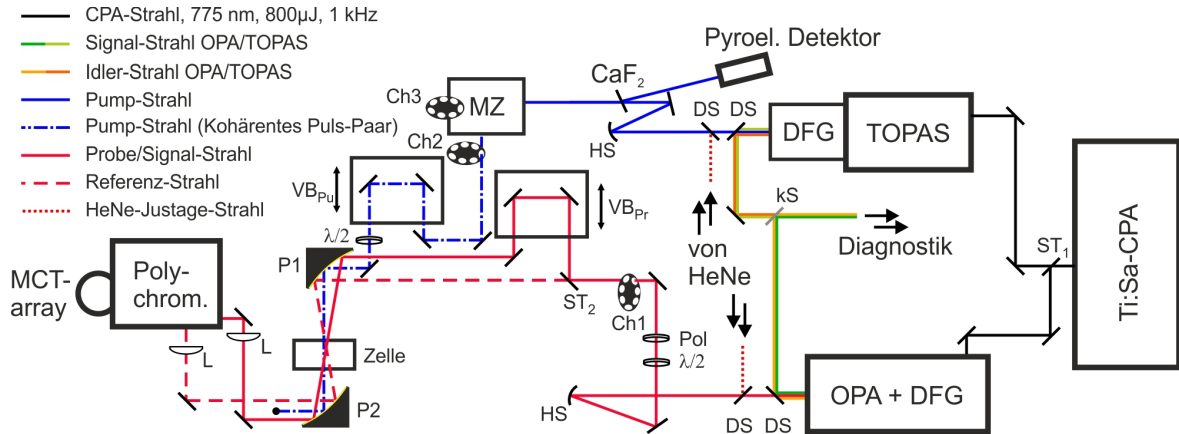 CPA-Strahl, 775 nm, 800µJ, 1 kHz
Signal-Strahl OPA/TOPAS
Idler-Strahl OPA/TOPAS
Pump-Strahl
Pump-Strahl (Kohärentes Puls-Paar)
Probe/Signal-Strahl
Referenz-Strahl
HeNe-Justage-Strahl
Pyroel. Detektor
CaF2
Ch3
MZ
Ch2
HS
DS
DS
DFG
TOPAS
VBPu
VBPr
λ/2
kS
Diagnostik
von
HeNe
ST1
Ti:Sa-CPA
P1
MCT-
array
Poly-
chrom.
ST2
Ch1
Pol
λ/2
L
L
Zelle
P2
HS
DS
DS
OPA + DFG